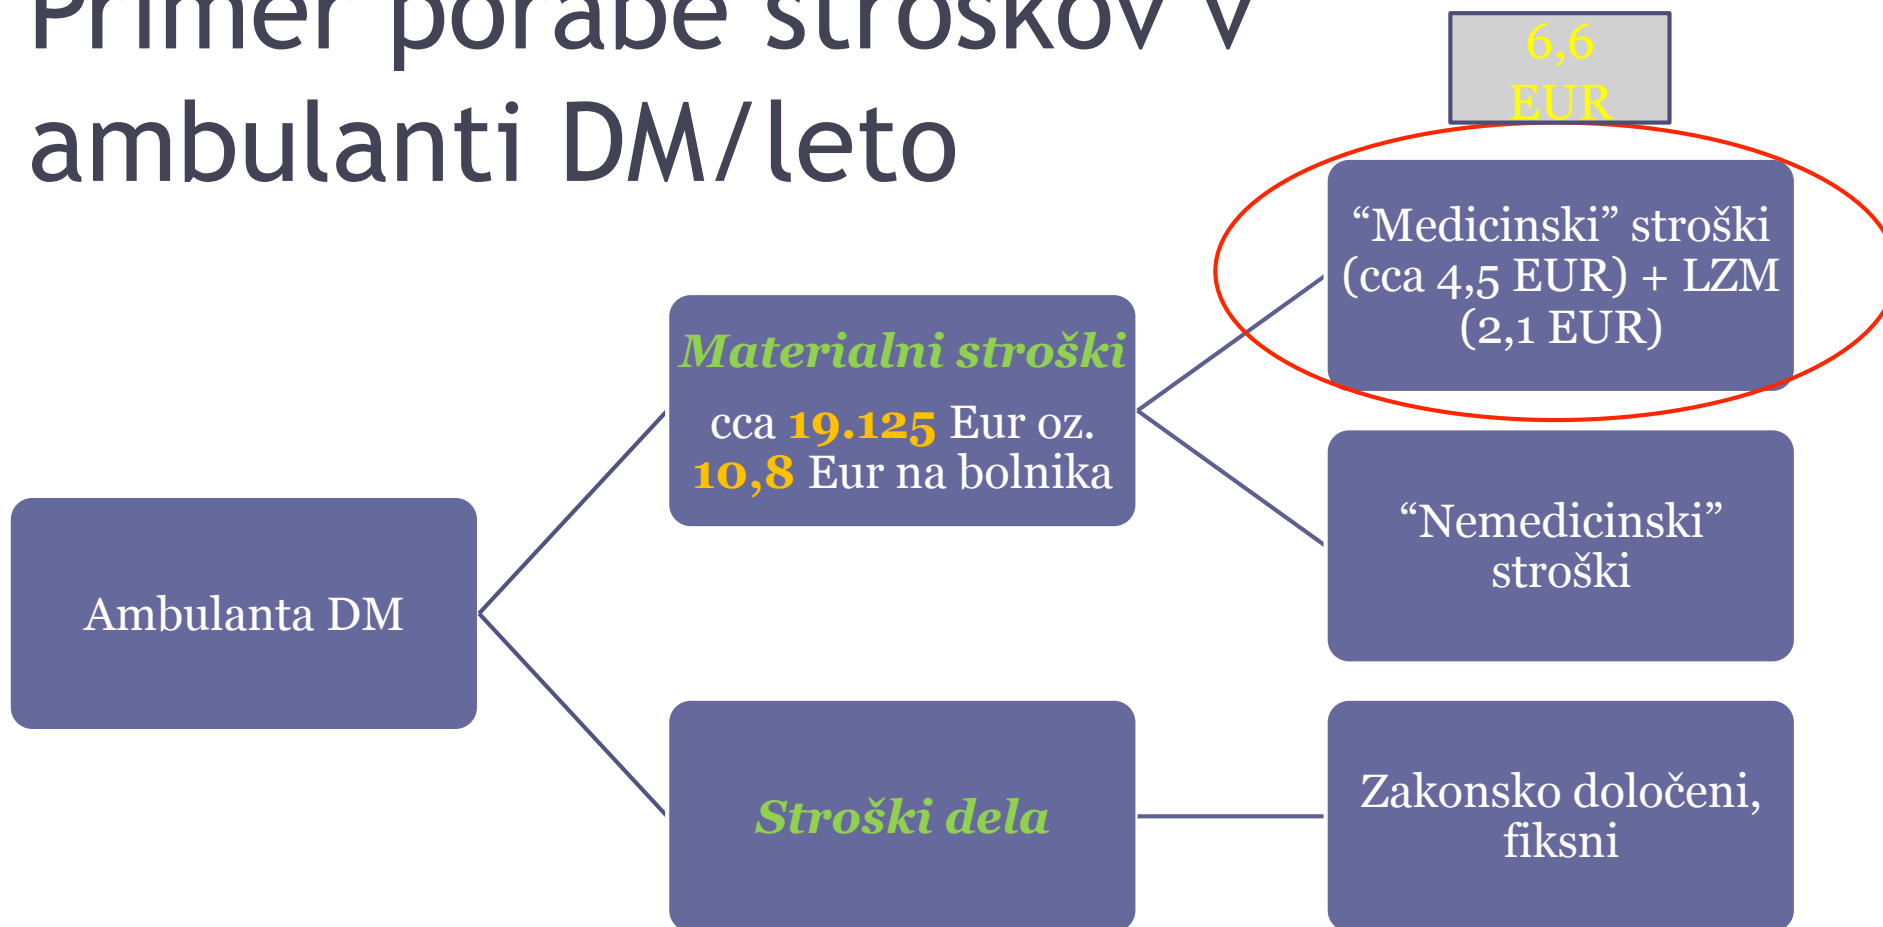 Primer porabe stroškov v
ambulanti DM/leto
6,6
EUR
“Medicinski” stroški
(cca 4,5 EUR) + LZM
(2,1 EUR)
Materialni stroški
cca 19.125 Eur oz.
10,8 Eur na bolnika
“Nemedicinski”
stroški
Ambulanta DM
Stroški dela
Zakonsko določeni,
fiksni